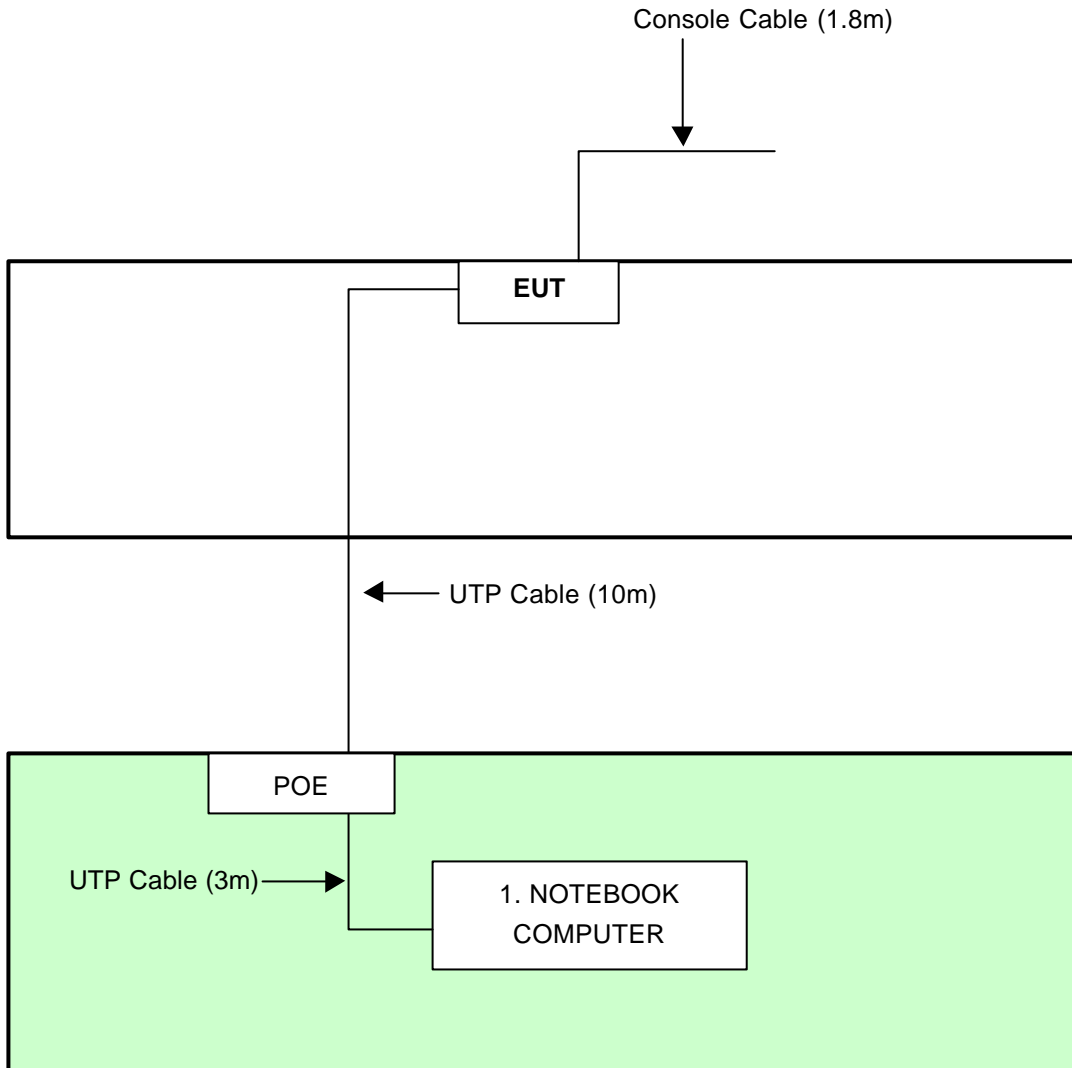 Console Cable (1.8m)
EUT
UTP Cable (10m)
POE
UTP Cable (3m)
1. NOTEBOOK
COMPUTER